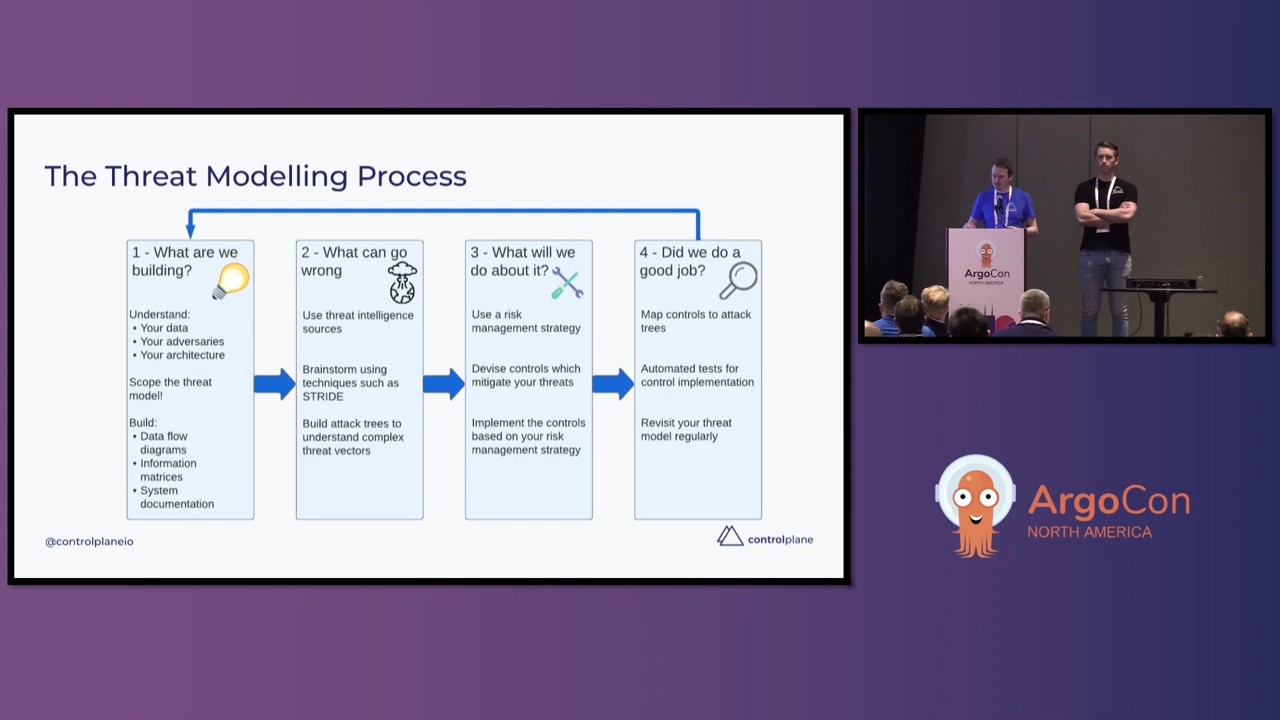 The Threat Modelling Process
1 - What are we
building?
Understand:
• Your data
• Your adversaries
• Your architecture
Scope the threat
model!
Build:
• Data flow
diagrams
• Information
matrices
• System
documentation
2 - What can go
wrong
Use threat intelligence
sources
Brainstorm using
techniques such as
STRIDE
Build attack trees to
understand complex
threat vectors
3 - What will we
do about it?
Use a risk
management strategy
Devise controls which
mitigate your threats
Implement the controls
based on your risk
management strategy
4 - Did we do a
good job?
Map controls to attack
trees
Automated tests for
control implementation
Revisit your threat
model regularly
@controlplaneio
controlplane
ArgoCon
NORTH AMERICA
ArgoCon
NORTH AMERICA